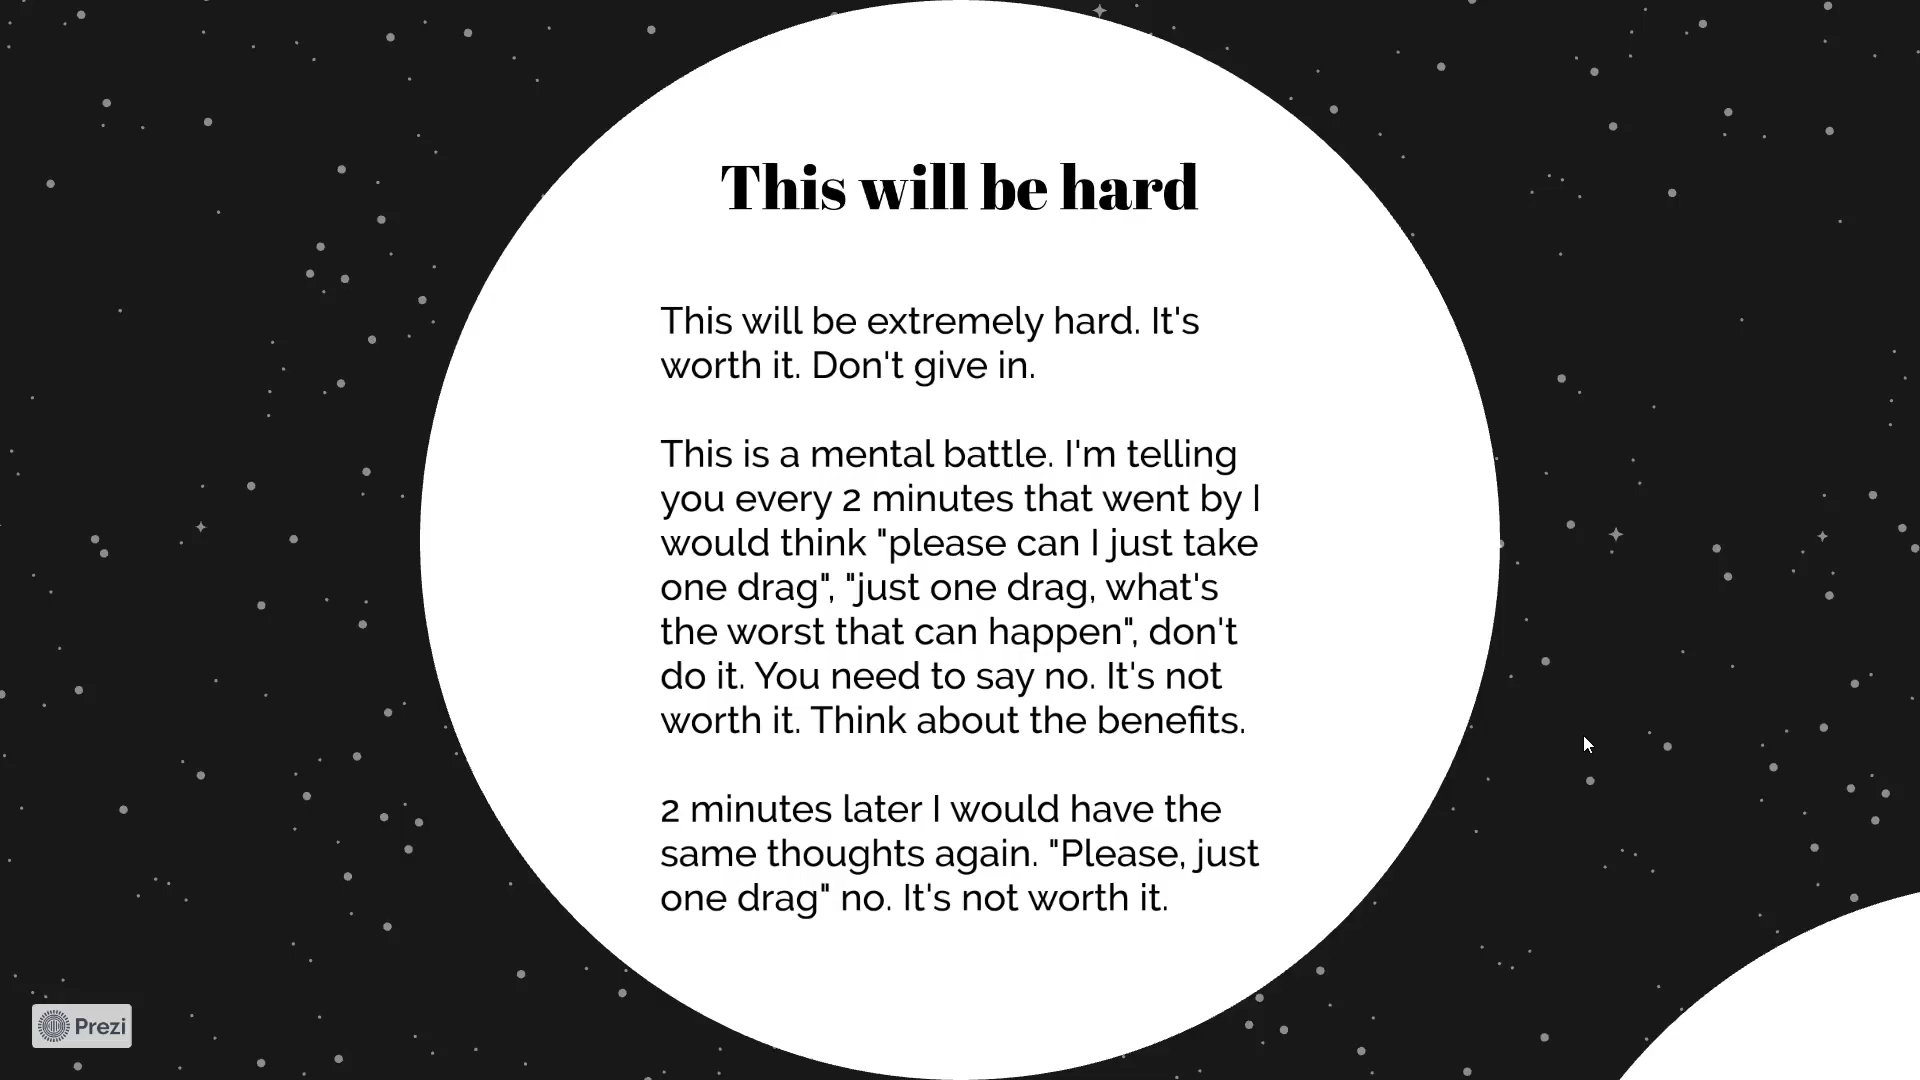 This will be hard
This will be extremely hard. It's
worth it. Don't give in.
This is a mental battle. I'm telling
you every 2 minutes that went by I
would think "please can I just take
one drag", "just one drag, what's
the worst that can happen", don't
do it. You need to say no. It's not
worth it. Think about the benefits.
2 minutes later I would have the
same thoughts again. "Please, just
one drag" no. It's not worth it.
Prezi